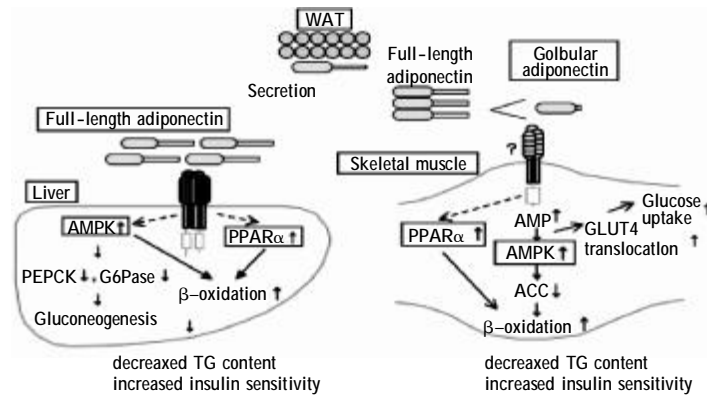 WAT
Secretion
Full-length
adiponectin
Golbular
adiponectin
Full-length adiponectin
Liver
AMPK↑
PPARα ↑
PEPCK↓, G6Pase ↓
β-oxidation ↑
Gluconeogenesis
↓
decreaxed TG content
increased insulin sensitivity
?
Skeletal muscle
AMP↑
Glucose
uptake ↑
GLUT4
translocatlon ↑
PPARα ↑
AMPK ↑
ACC↓
β-oxidation ↑
decreaxed TG content
increased insulin sensitivity